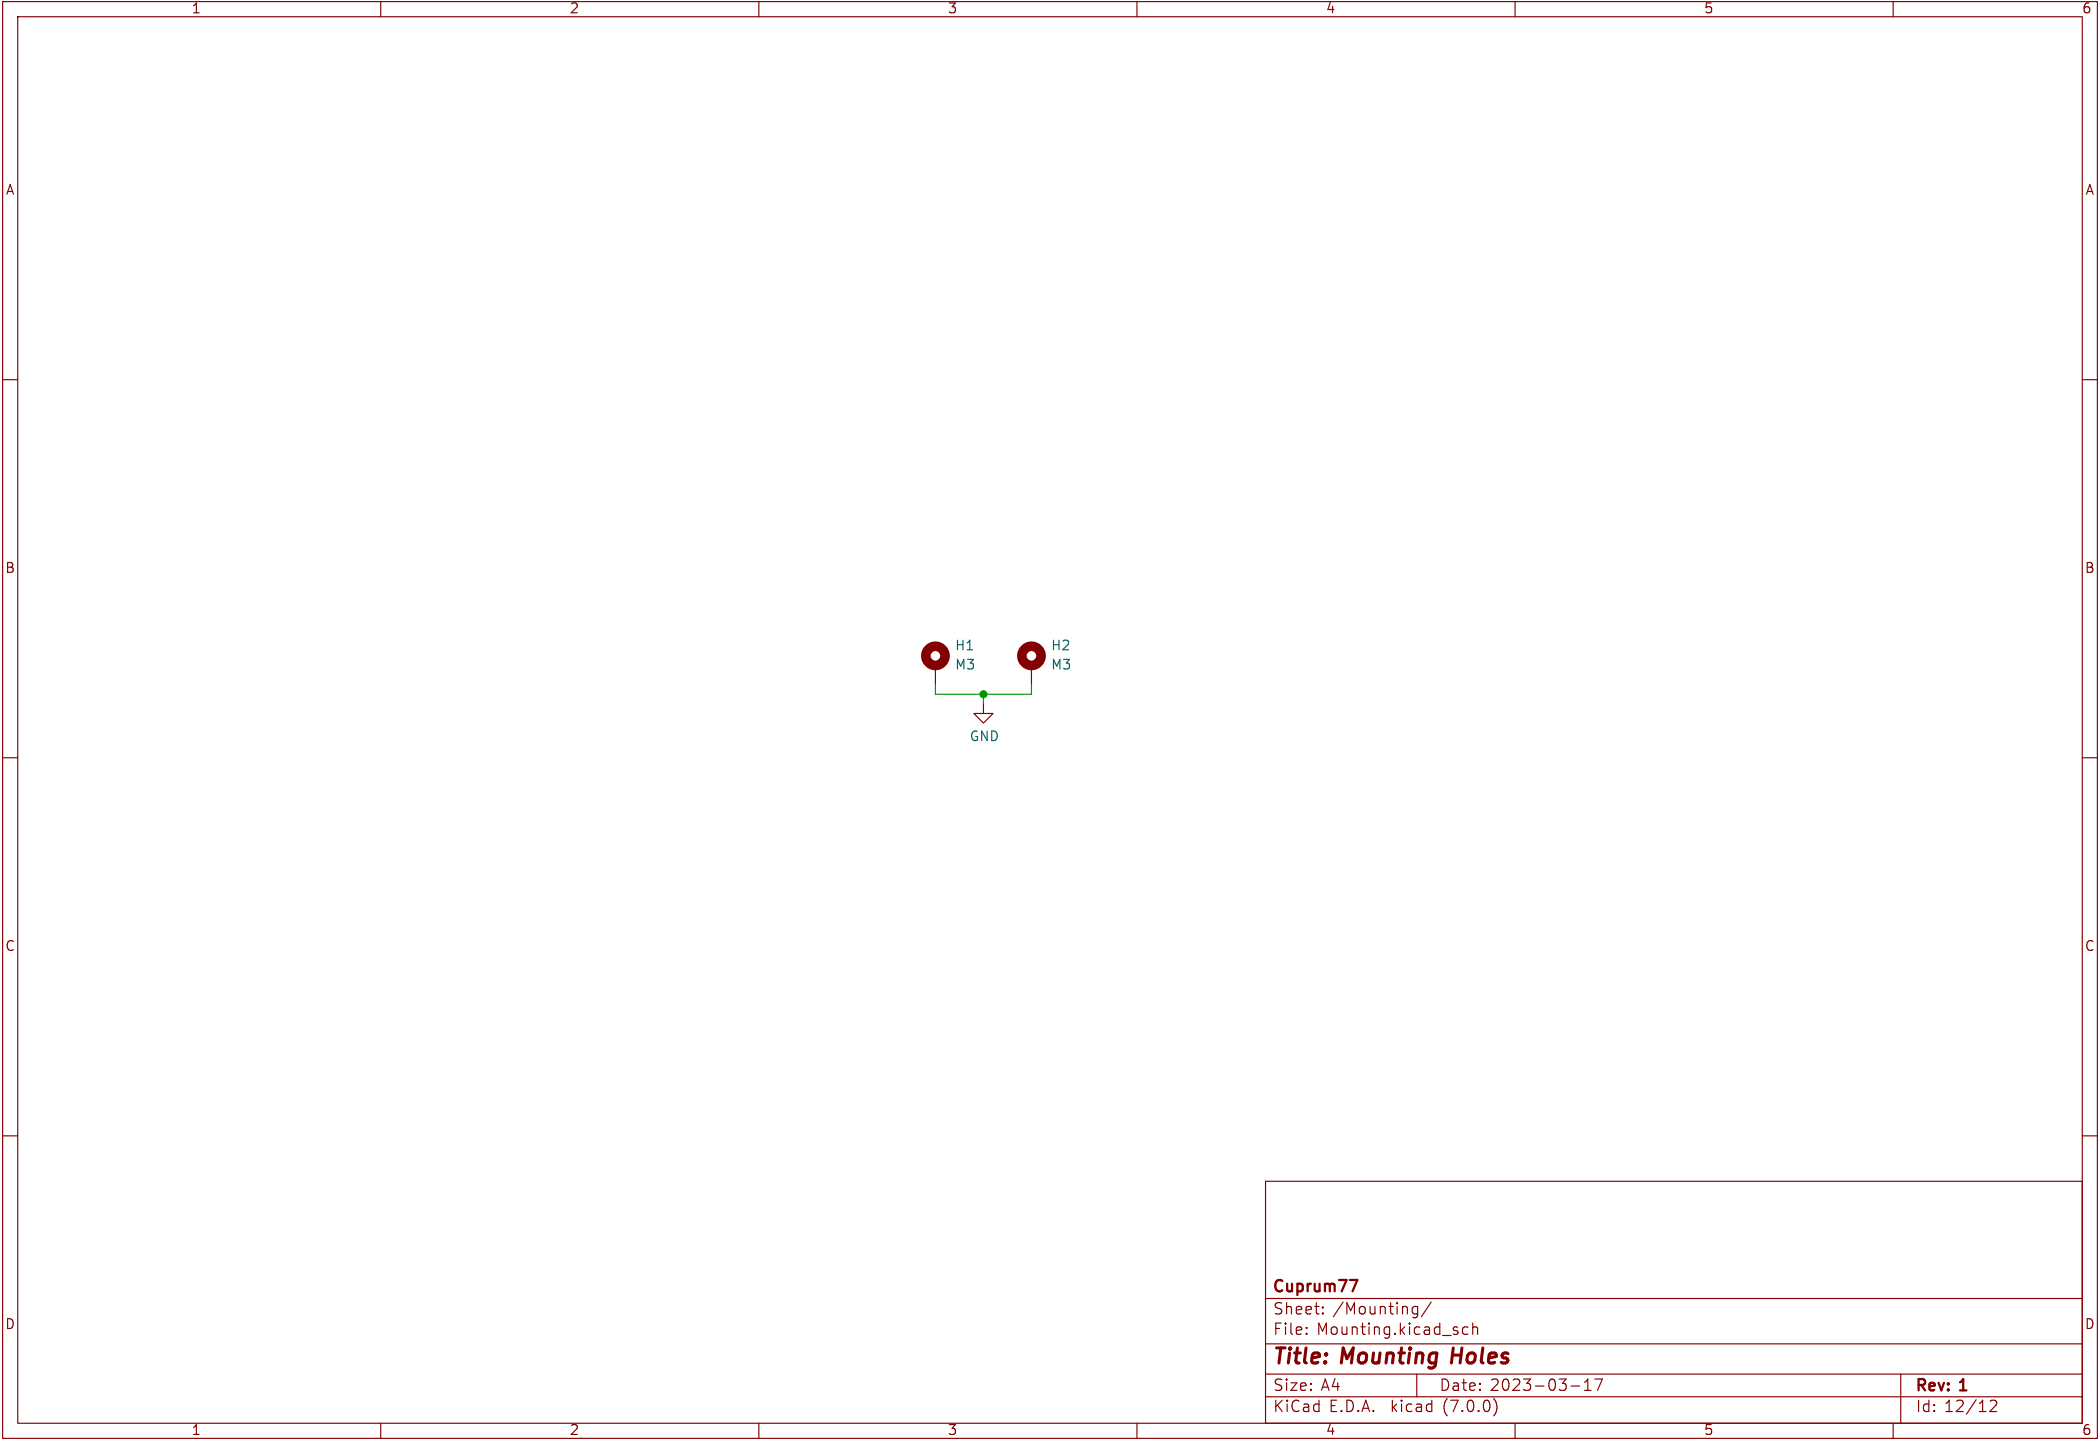 1 2 3 4 5 6
A A
B B
H1 H2
M3 M3
GND
C C
Cuprum77
Sheet: /Mounting/
File: Mounting.kicad_sch
D D
Title: Mounting Holes
Size: A4 Date: 2023-03-17 Rev: 1
KiCad E.D.A. kicad (7.0.0) Id: 12/12
1 2 3 4 5 6